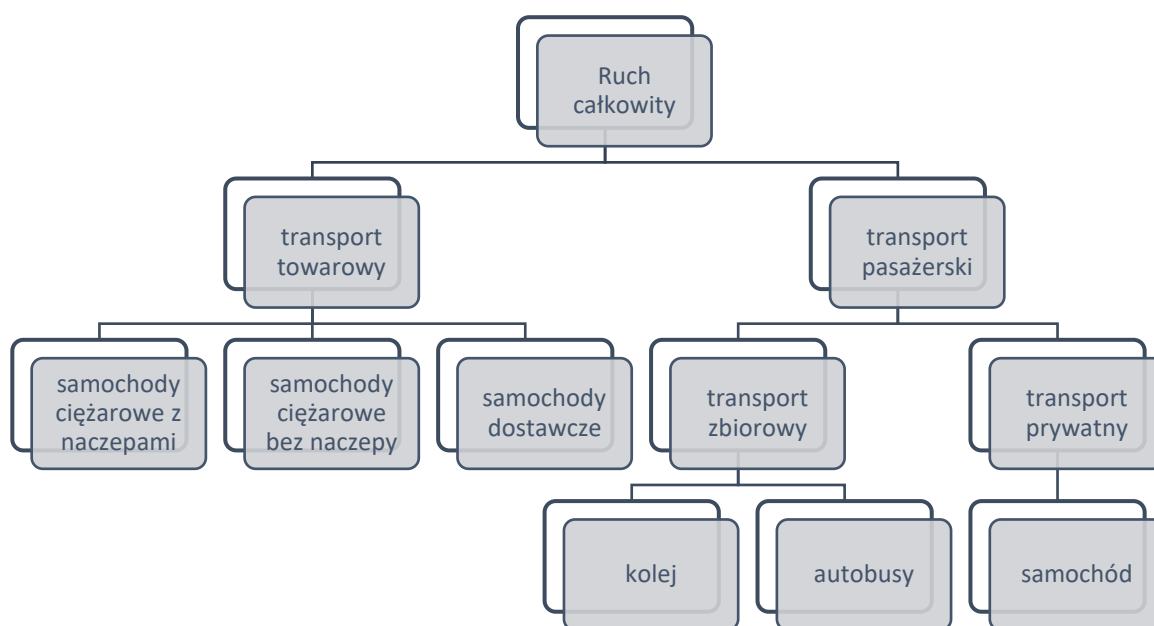 Ruch
całkowity
transport
towarowy
transport
pasażerski
samochody
ciężarowe z
naczepami
samochody
ciężarowe
bez naczepy
samochody
dostawcze
transport
zbiorowy
transport
prywatny
kolej
autobusy
samochód